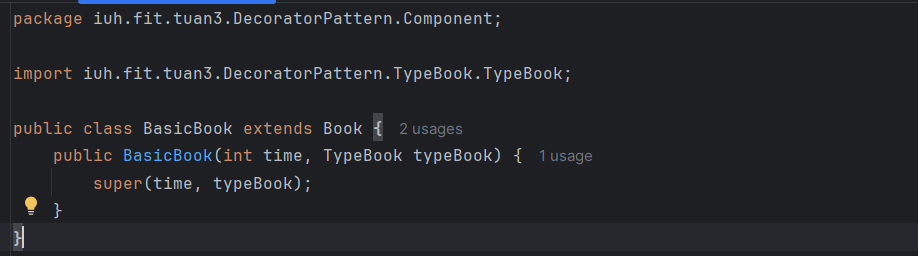 package iuh.fit.tuan3.DecoratorPattern.Component;
import iuh.fit.tuan3.DecoratorPattern.TypeBook.TypeBook;
public class BasicBook extends Book { 2 usages
public BasicBook(int time, TypeBook typeBook) { 1 usage
super(time, typeBook);
}
}